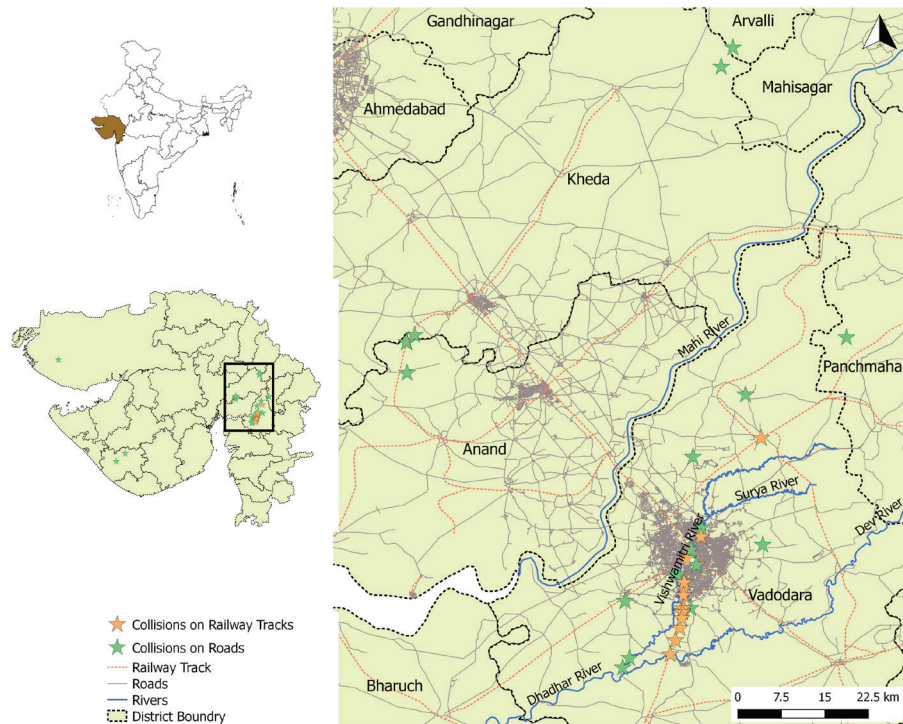 Gandhinagar
Arvalli
Ahmedabad
Mahisagar
Kheda
Mahi River
Panchmaha
Anand
Surya River
Dev River
Vishwamitri River
Vadodara
Dhadhar River
Bharuch
0 7.5 15 22.5 km
Collisions on Railway Tracks
Collisions on Roads
Railway Track
Roads
Rivers
District Boundry